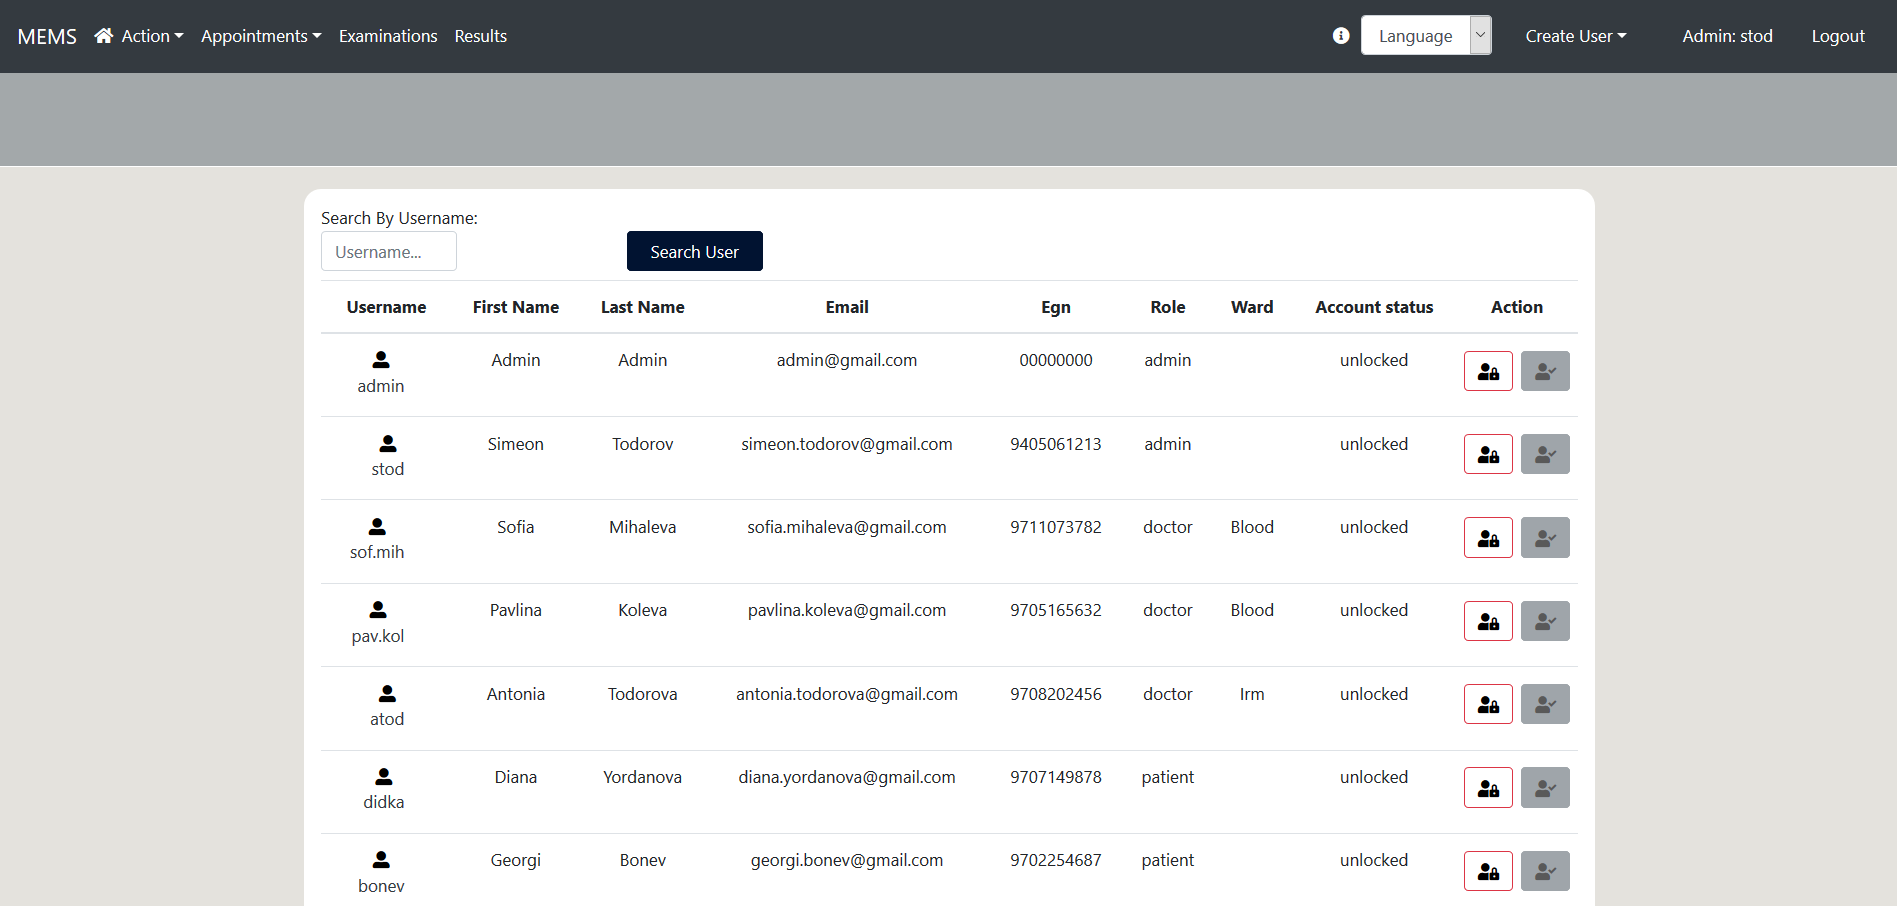 MEMS Action Appointments Examinations Results Language Create User Admin: stod Logout
Search By Username:
Username... Search User
Username First Name Last Name Email Egn Role Ward Account status Action
admin Admin Admin admin@gmail.com 00000000 admin unlocked
stod Simeon Todorov simeon.todorov@gmail.com 9405061213 admin unlocked
sof.mih Sofia Mihaleva sofia.mihaleva@gmail.com 9711073782 doctor Blood unlocked
pav.kol Pavlina Koleva pavlina.koleva@gmail.com 9705165632 doctor Blood unlocked
atod Antonia Todorova antonia.todorova@gmail.com 9708202456 doctor Irm unlocked
didka Diana Yordanova diana.yordanova@gmail.com 9707149878 patient unlocked
bonev Georgi Bonev georgi.bonev@gmail.com 9702254687 patient unlocked